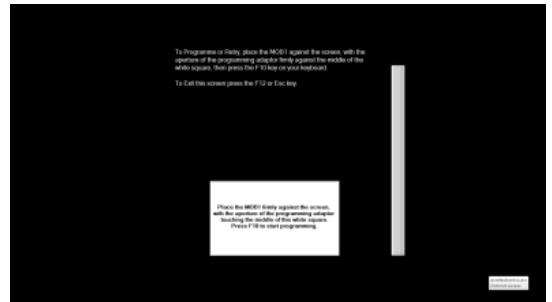 To Programme or Retry, place the MOD1 against the screen, with the
aperture of the programming adaptor firmly against the middle of the
white square, then press the F10 key on your keyboard.
To Exit this screen press the F12 or Esc key.
Place the MOD1 firmly against the screen,
with the aperture of the programming adaptor
touching the middle of this white square.
Press F10 to start programming.